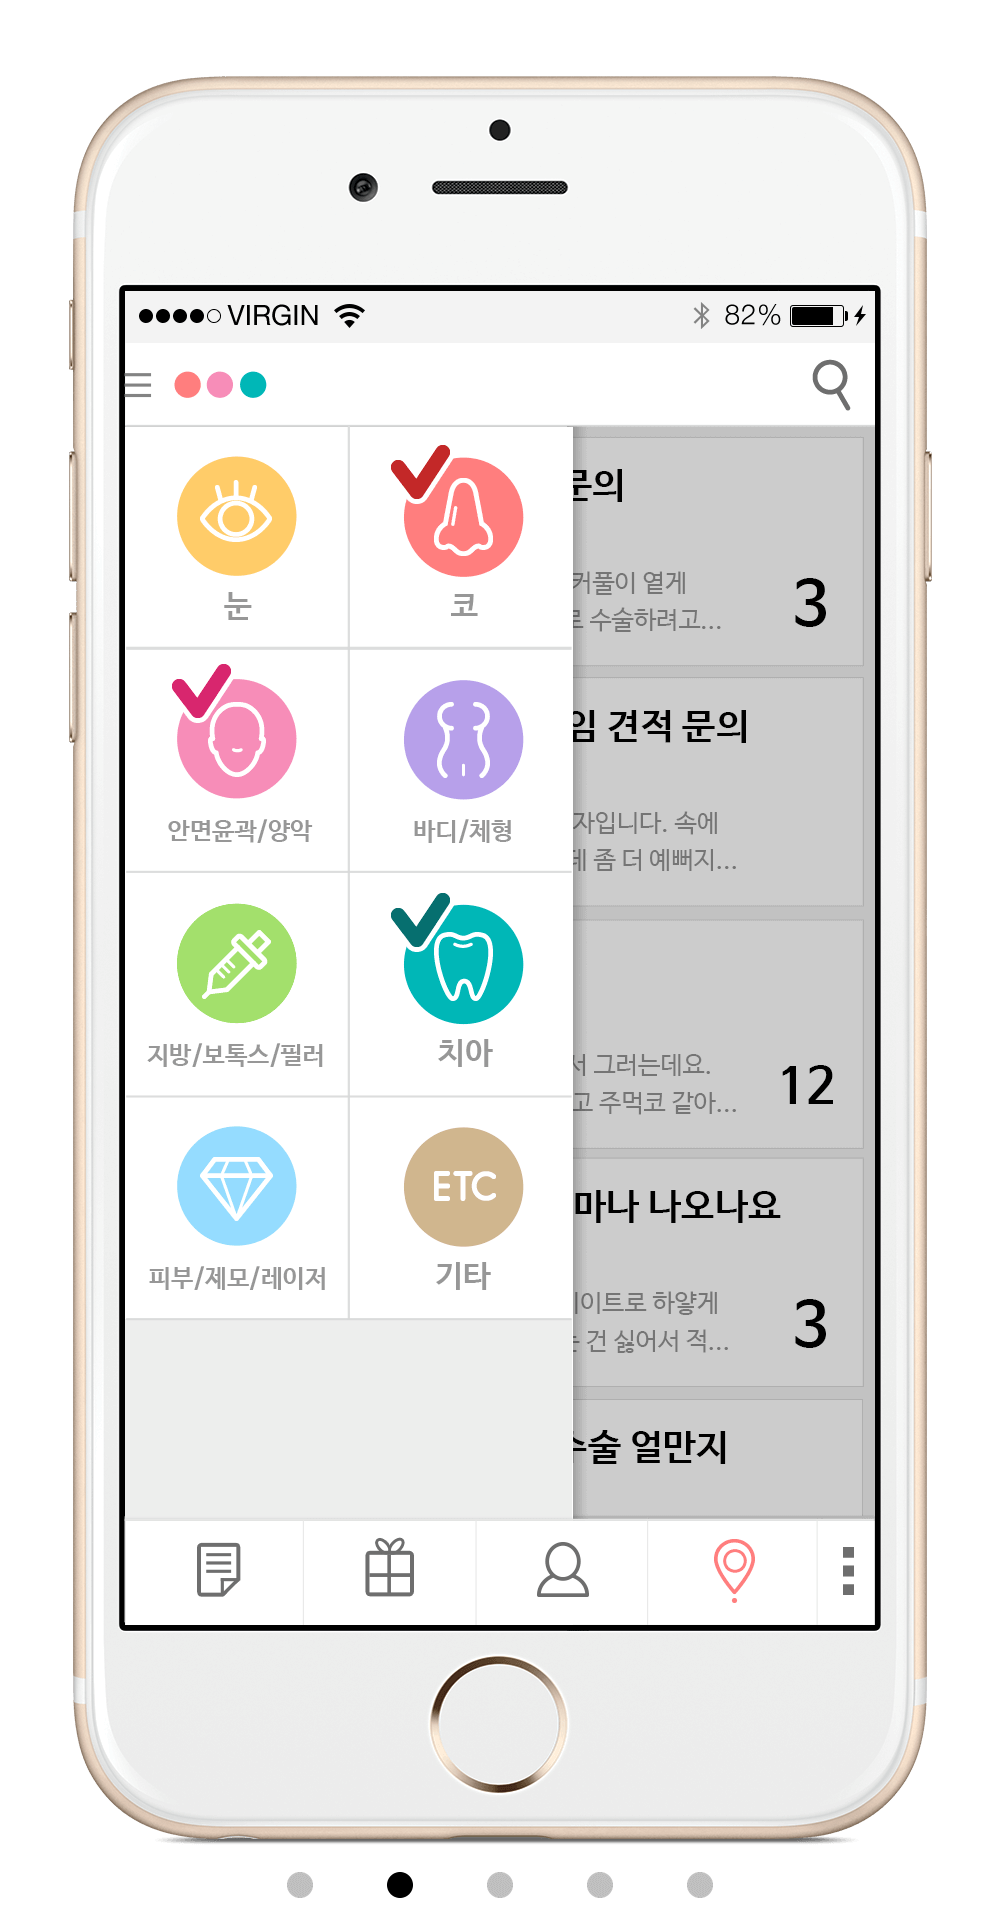 VIRGIN
82%
눈
코
안면윤곽/양악
바디/체형
지방/보톡스/필러
치아
피부/제모/레이저
ETC
기타
문의
커풀이 옅게
로 수술하려고...
3
임 견적 문의
자입니다. 속에
데 좀 더 예뻐지...
서 그러는데요.
고 주먹코 같아...
12
마나 나오나요
이트로 하얗게
건 싫어서 적...
3
수술 얼만지